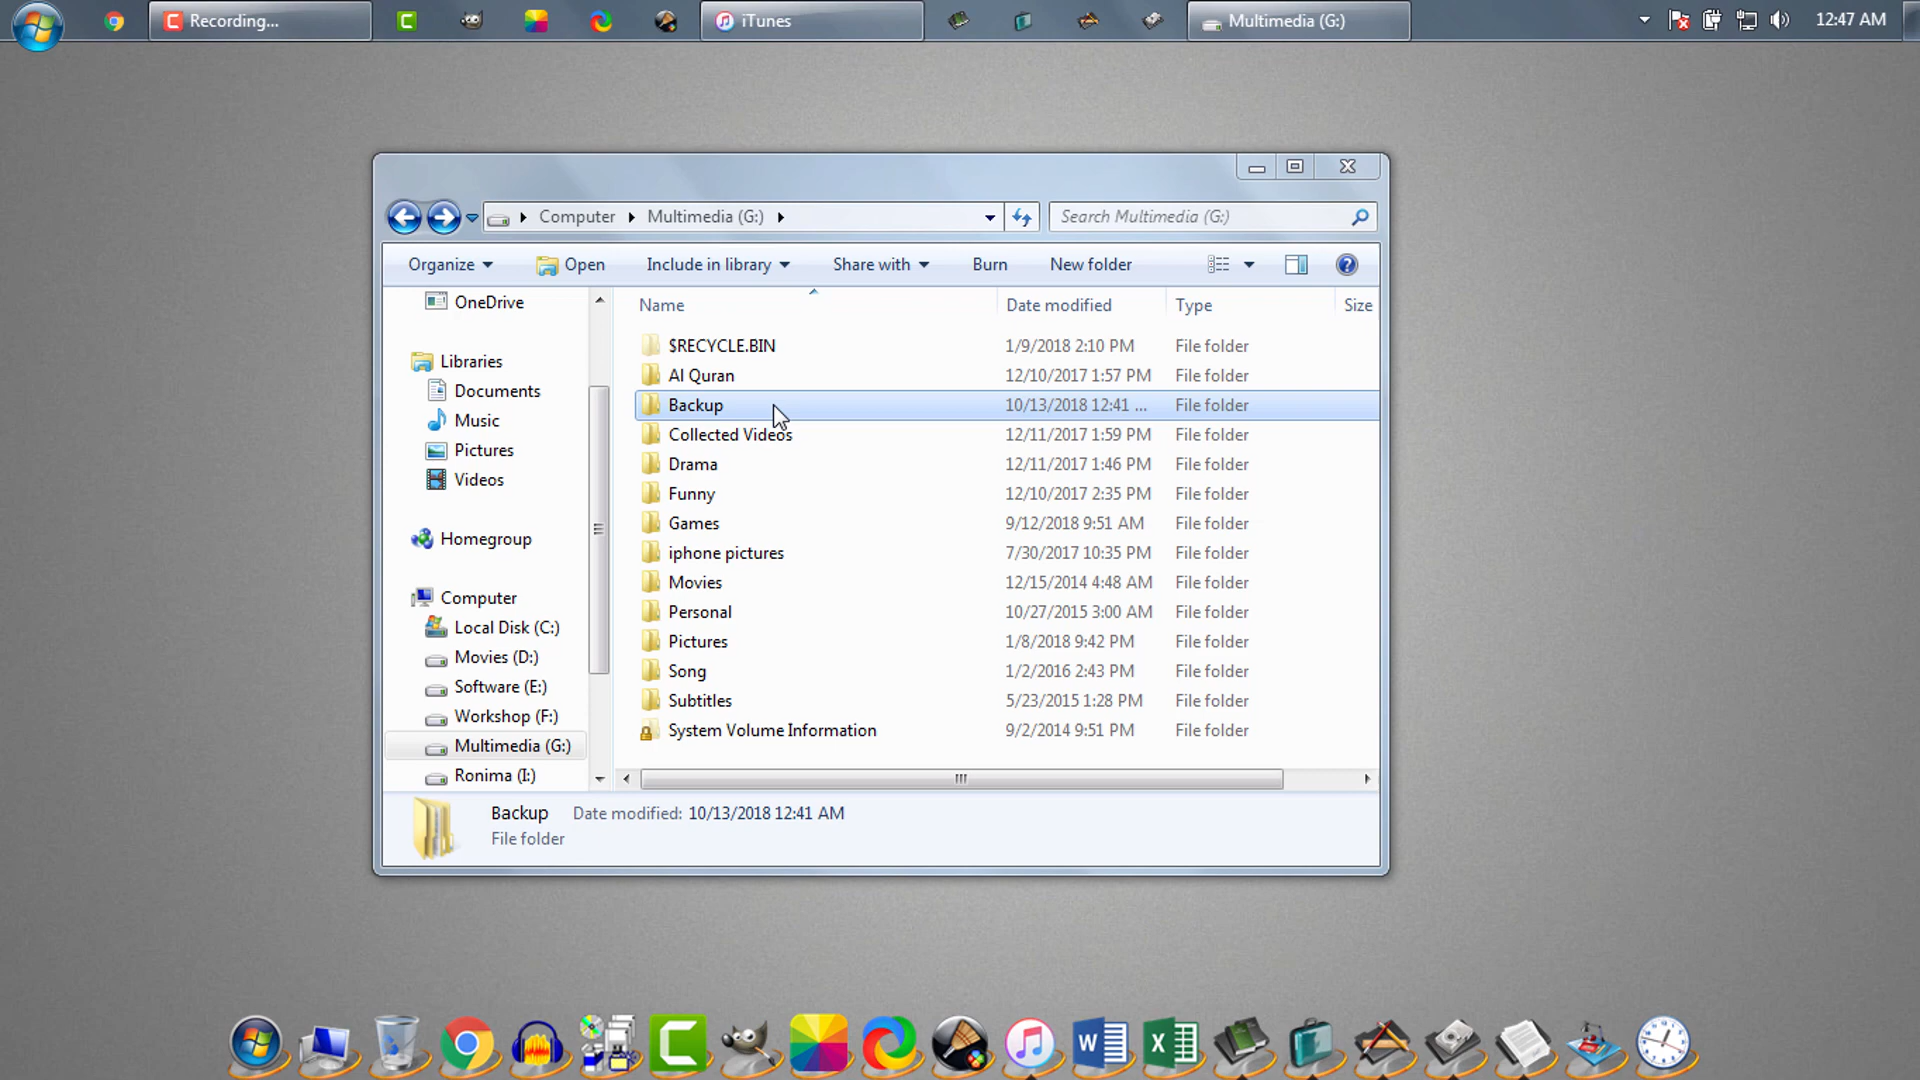 Recording...
iTunes
Multimedia (G:)
12:47 AM
Computer
Multimedia (G:)
Search Multimedia (G:)
Organize
Open
Include in library
Share with
Burn
New folder
OneDrive
Libraries
Documents
Music
Pictures
Videos
Homegroup
Computer
Local Disk (C:)
Movies (D:)
Software (E:)
Workshop (F:)
Multimedia (G:)
Ronima (I:)
Name Date modified Type Size
$RECYCLE.BIN 1/9/2018 2:10 PM File folder
Al Quran 12/10/2017 1:57 PM File folder
Backup 10/13/2018 12:41 ... File folder
Collected Videos 12/11/2017 1:59 PM File folder
Drama 12/11/2017 1:46 PM File folder
Funny 12/10/2017 2:35 PM File folder
Games 9/12/2018 9:51 AM File folder
iphone pictures 7/30/2017 10:35 PM File folder
Movies 12/15/2014 4:48 AM File folder
Personal 10/27/2015 3:00 AM File folder
Pictures 1/8/2018 9:42 PM File folder
Song 1/2/2016 2:43 PM File folder
Subtitles 5/23/2015 1:28 PM File folder
System Volume Information 9/2/2014 9:51 PM File folder
Backup Date modified: 10/13/2018 12:41 AM
File folder